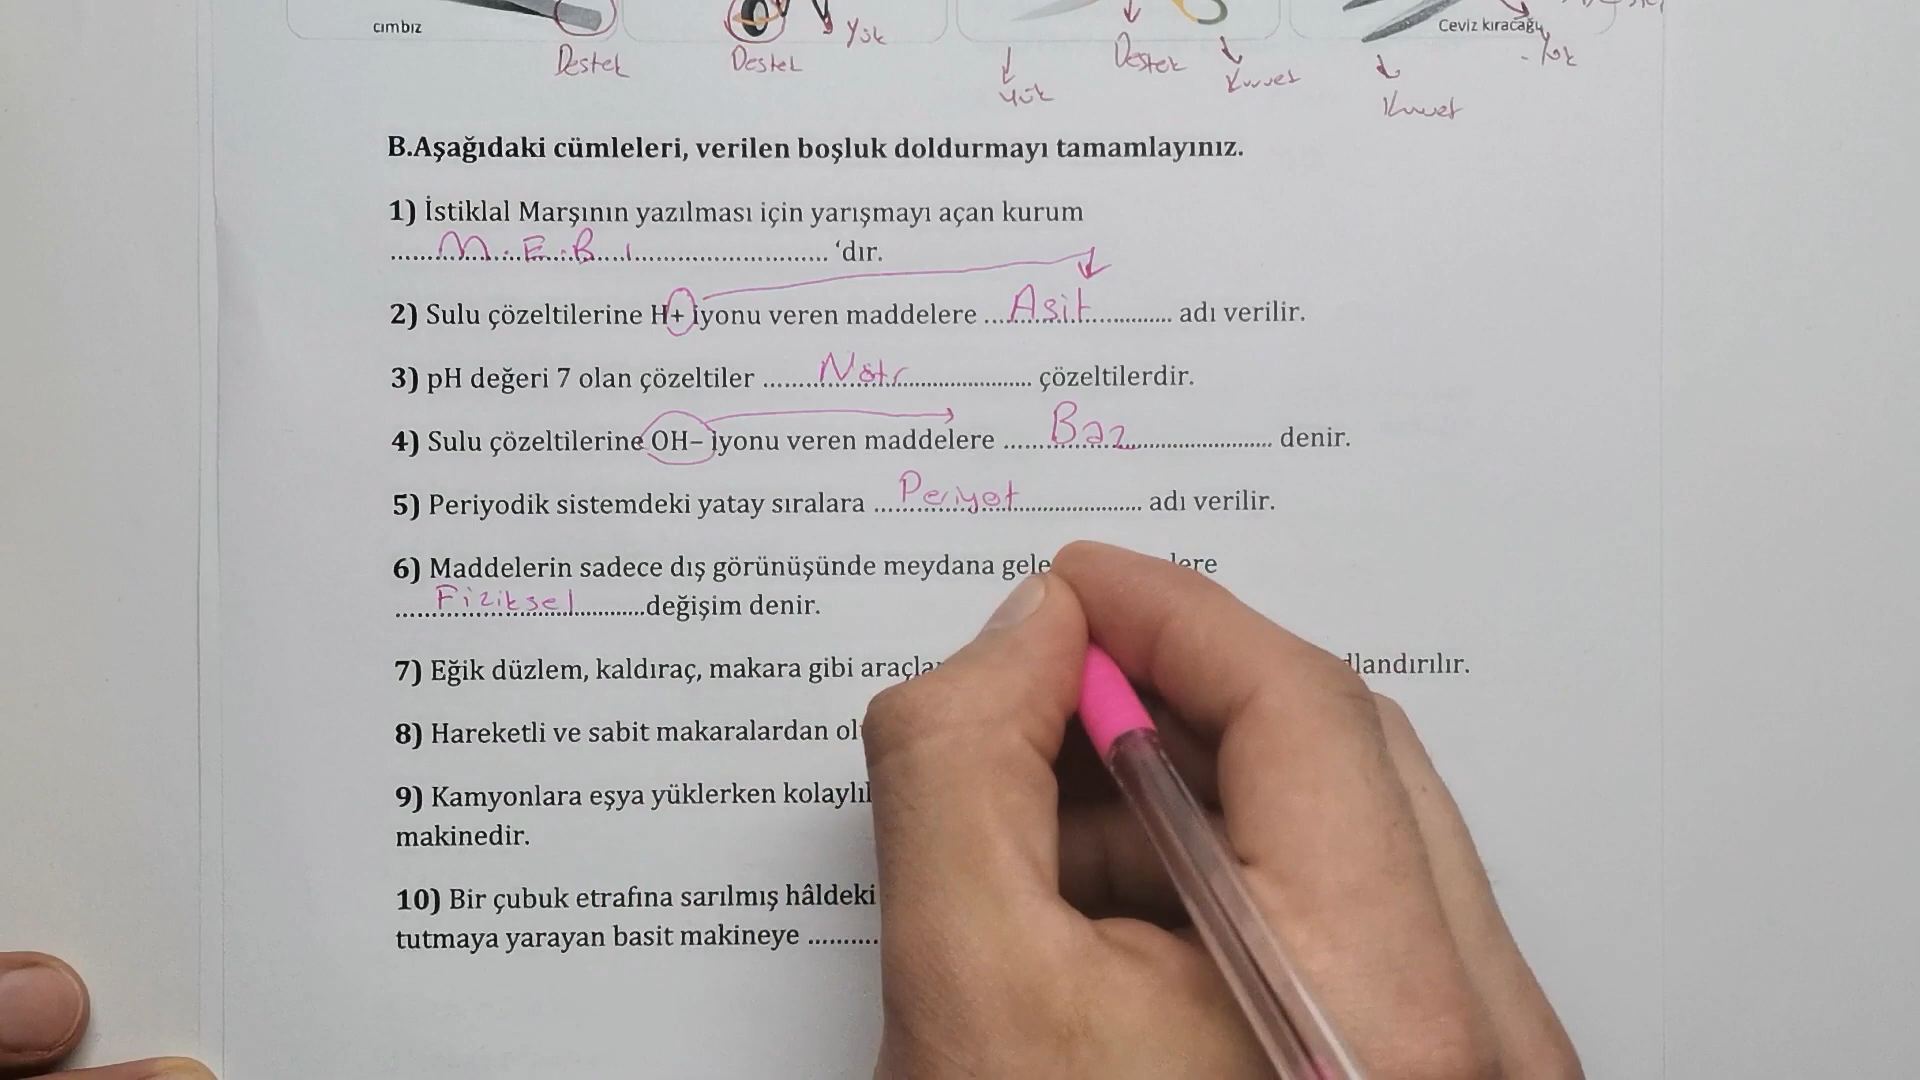 cımbız
Ceviz kıracağı
Yük
Destek
Destek
Destek
Yük
Kuvvet
Yük
Kuvvet
B.Aşağıdaki cümleleri, verilen boşluk doldurmayı tamamlayınız.
1) İstiklal Marşının yazılması için yarışmayı açan kurum
......M.E.B.................................. ‘dır.
2) Sulu çözeltilerine H+ iyonu veren maddelere ....Asit............. adı verilir.
3) pH değeri 7 olan çözeltiler ........Nötr.................. çözeltilerdir.
4) Sulu çözeltilerine OH– iyonu veren maddelere .......Baz...................... denir.
5) Periyodik sistemdeki yatay sıralara ....Periyot.................... adı verilir.
6) Maddelerin sadece dış görünüşünde meydana gele lere
......Fiziksel...........değişim denir.
7) Eğik düzlem, kaldıraç, makara gibi araçla landırılır.
8) Hareketli ve sabit makaralardan ol
9) Kamyonlara eşya yüklerken kolaylı
makinedir.
10) Bir çubuk etrafına sarılmış hâldeki
tutmaya yarayan basit makineye ..........